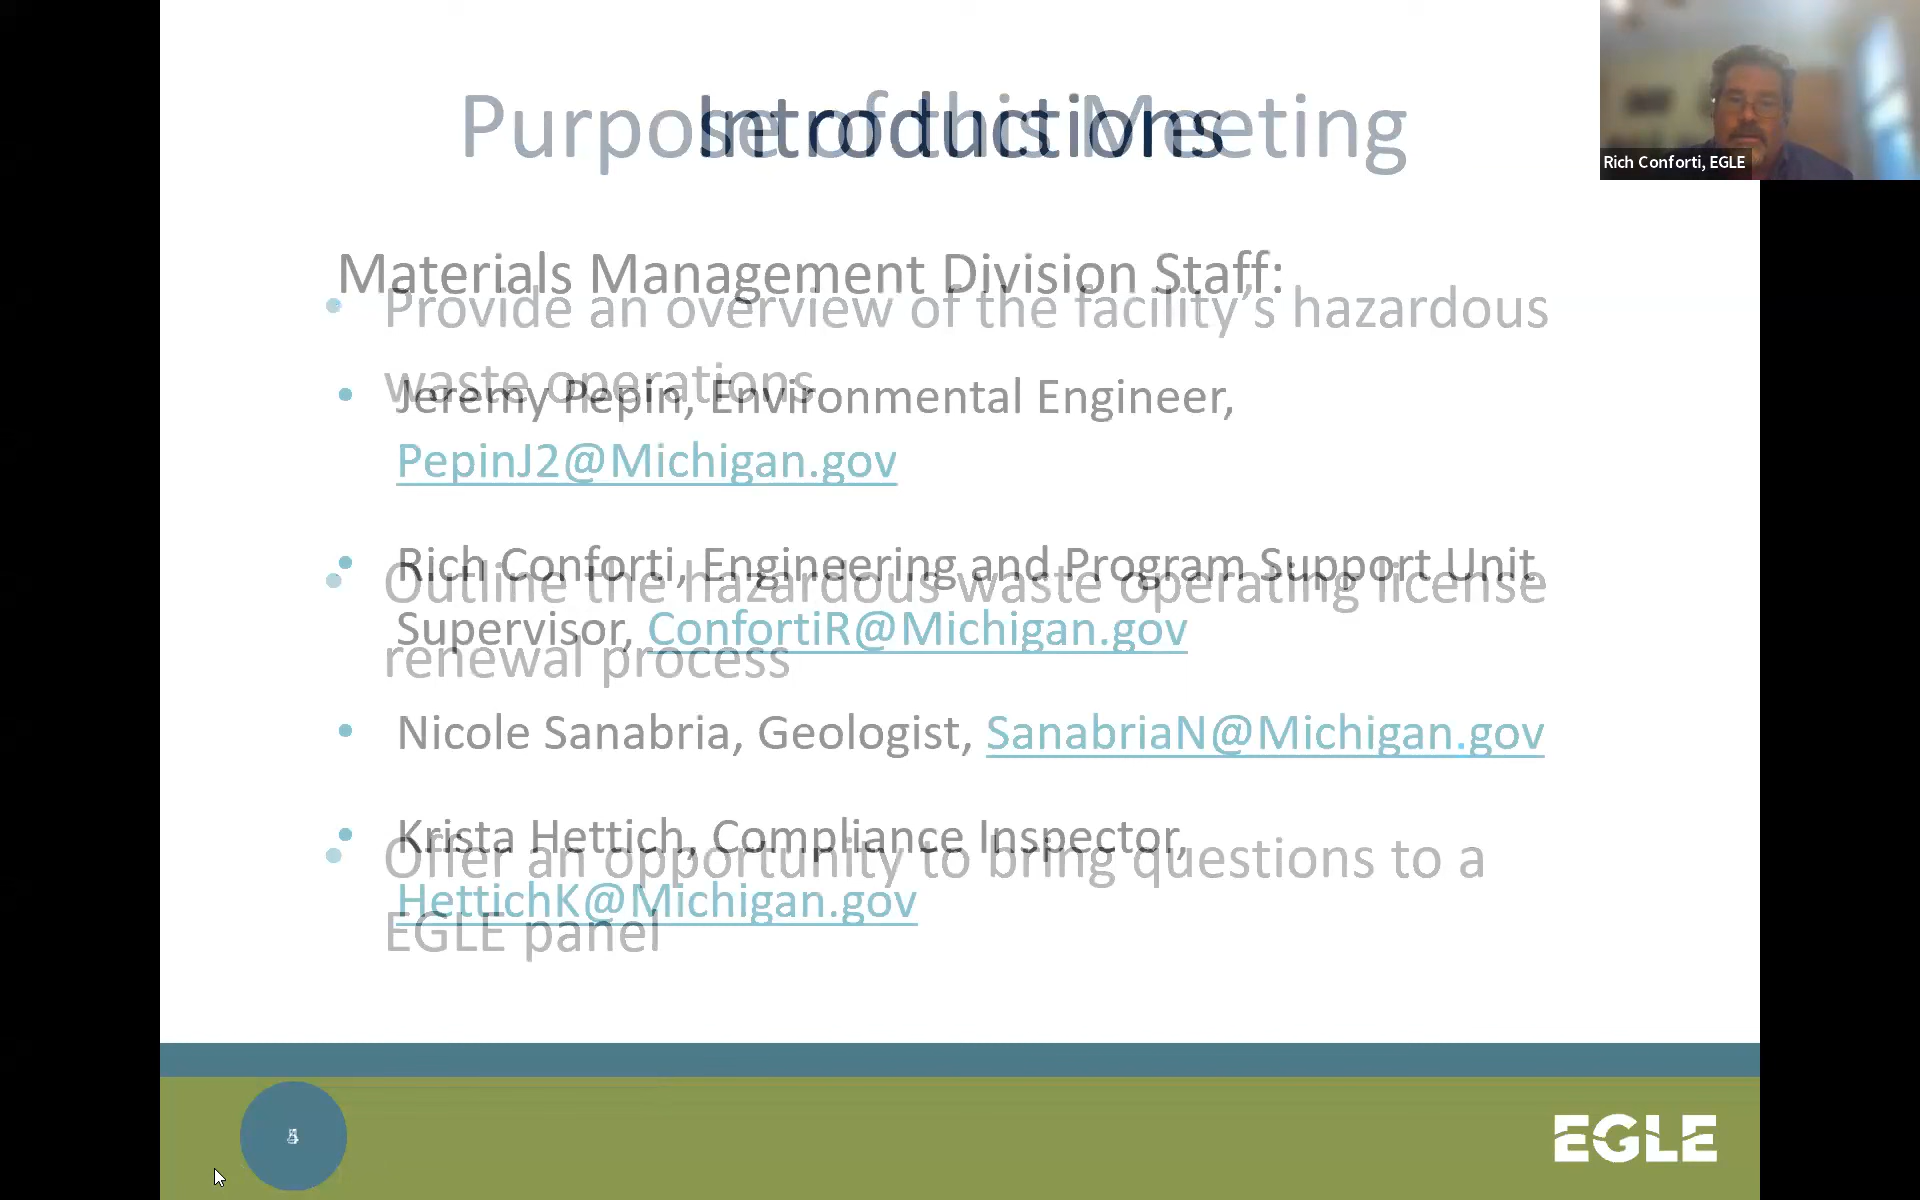 Purpose of this Meeting
Introductions
Rich Conforti, EGLE
Materials Management Division Staff:
• Provide an overview of the facility's hazardous
waste operations
• Jeremy Pepin, Environmental Engineer,
PepinJ2@Michigan.gov
• Rich Conforti, Engineering and Program Support Unit
• Outline the hazardous waste operating license
Supervisor, ConfortiR@Michigan.gov
renewal process
• Nicole Sanabria, Geologist, SanabriaN@Michigan.gov
• Krista Hettich, Compliance Inspector,
• Offer an opportunity to bring questions to a
HettichK@Michigan.gov
EGLE panel
EGLE